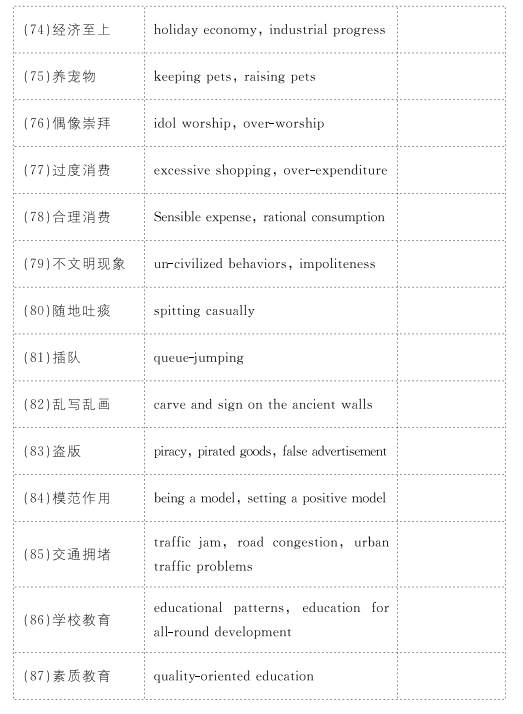 (74)经济至上 holiday economy, industrial progress
(75)养宠物 keeping pets, raising pets
(76)偶像崇拜 idol worship, over-worship
(77)过度消费 excessive shopping, over-expenditure
(78)合理消费 Sensible expense, rational consumption
(79)不文明现象 un-civilized behaviors, impoliteness
(80)随地吐痰 spitting casually
(81)插队 queue-jumping
(82)乱写乱画 carve and sign on the ancient walls
(83)盗版 piracy, pirated goods, false advertisement
(84)模范作用 being a model, setting a positive model
(85)交通拥堵 traffic jam, road congestion, urban
traffic problems
(86)学校教育 educational patterns, education for
all-round development
(87)素质教育 quality-oriented education